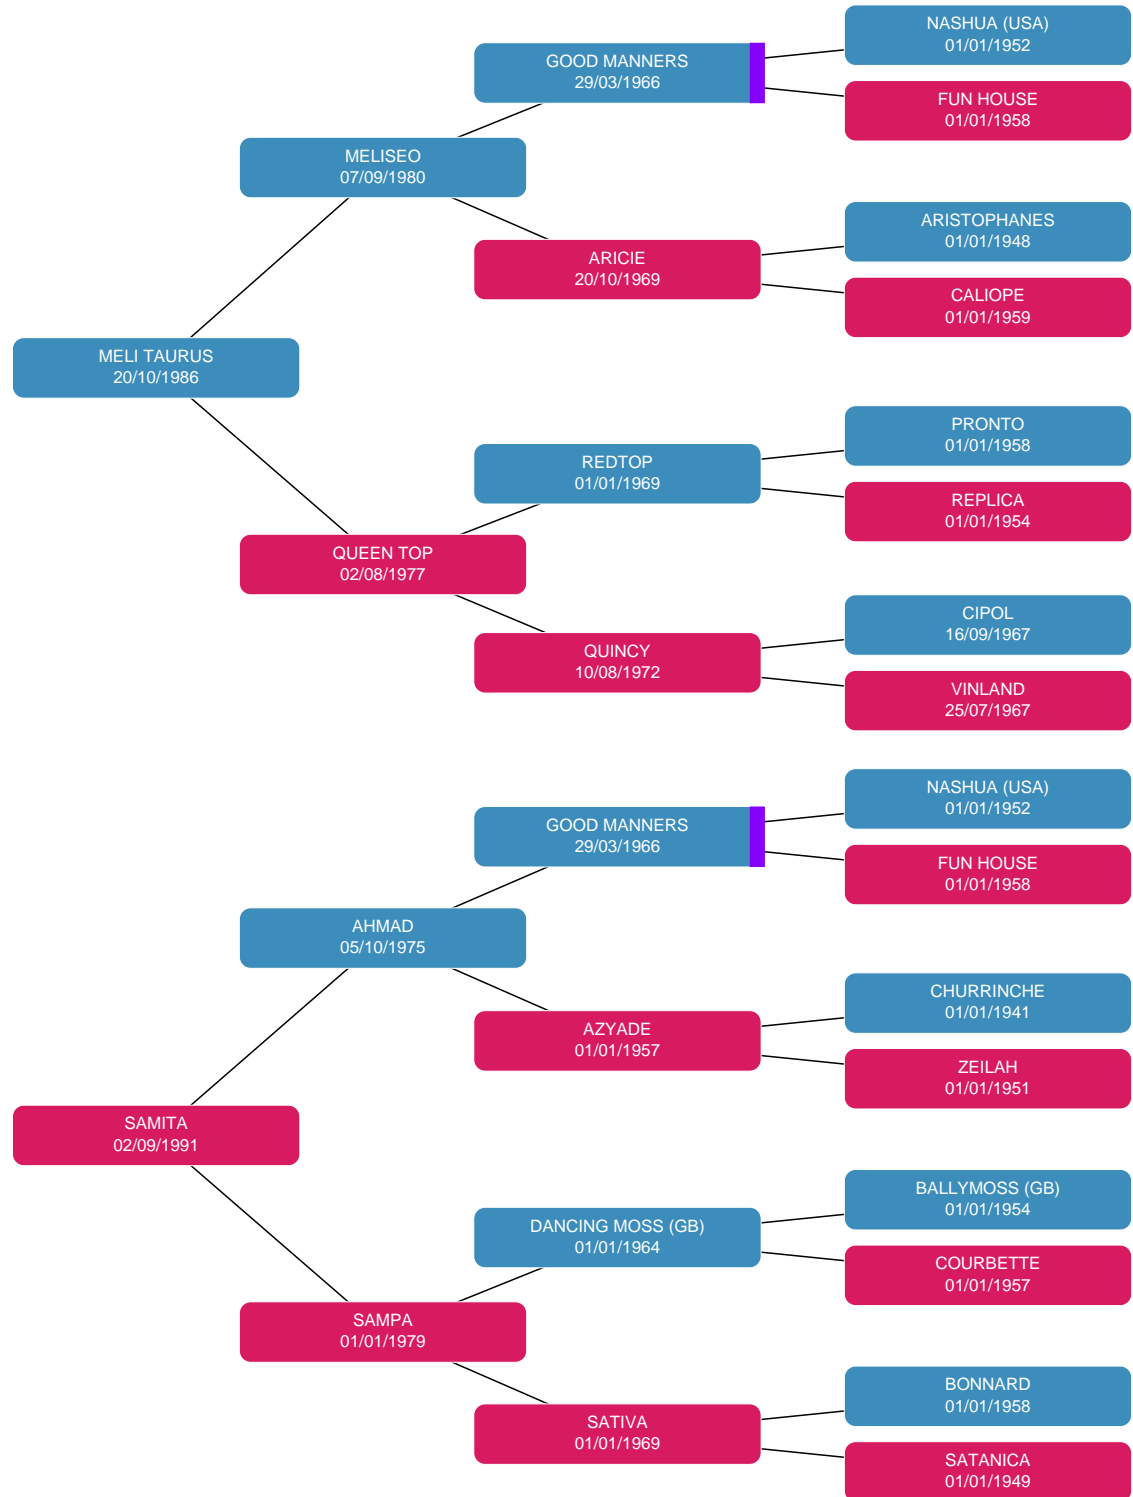 NASHUA (USA)
01/01/1952
GOOD MANNERS
29/03/1966
FUN HOUSE
01/01/1958
MELISEO
07/09/1980
ARISTOPHANES
01/01/1948
ARICIE
20/10/1969
CALIOPE
01/01/1959
MELI TAURUS
20/10/1986
PRONTO
01/01/1958
REDTOP
01/01/1969
REPLICA
01/01/1954
QUEEN TOP
02/08/1977
CIPOL
16/09/1967
QUINCY
10/08/1972
VINLAND
25/07/1967
NASHUA (USA)
01/01/1952
GOOD MANNERS
29/03/1966
FUN HOUSE
01/01/1958
AHMAD
05/10/1975
CHURRINCHE
01/01/1941
AZYADE
01/01/1957
ZEILAH
01/01/1951
SAMITA
02/09/1991
BALLYMOSS (GB)
01/01/1954
DANCING MOSS (GB)
01/01/1964
COURBETTE
01/01/1957
SAMPA
01/01/1979
BONNARD
01/01/1958
SATIVA
01/01/1969
SATANICA
01/01/1949